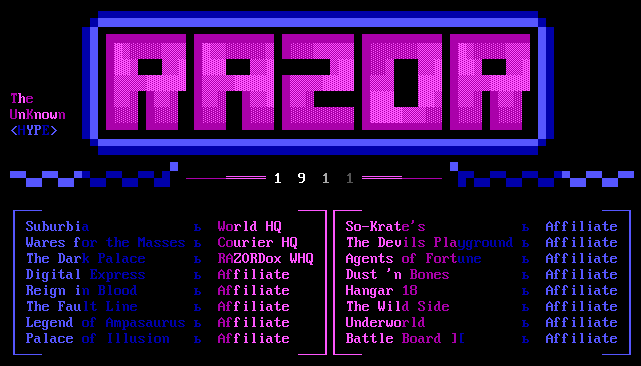 RAZOR
The
UnKnown
<HYPE>
1 9 1 1
Suburbia World HQ
Wares for the Masses Courier HQ
The Dark Palace RAZORDox WHQ
Digital Express Affiliate
Reign in Blood Affiliate
The Fault Line Affiliate
Legend of Ampasaurus Affiliate
Palace of Illusion Affiliate
So-Krate's Affiliate
The Devils Playground Affiliate
Agents of Fortune Affiliate
Dust 'n Bones Affiliate
Hangar 18 Affiliate
The Wild Side Affiliate
Underworld Affiliate
Battle Board II Affiliate